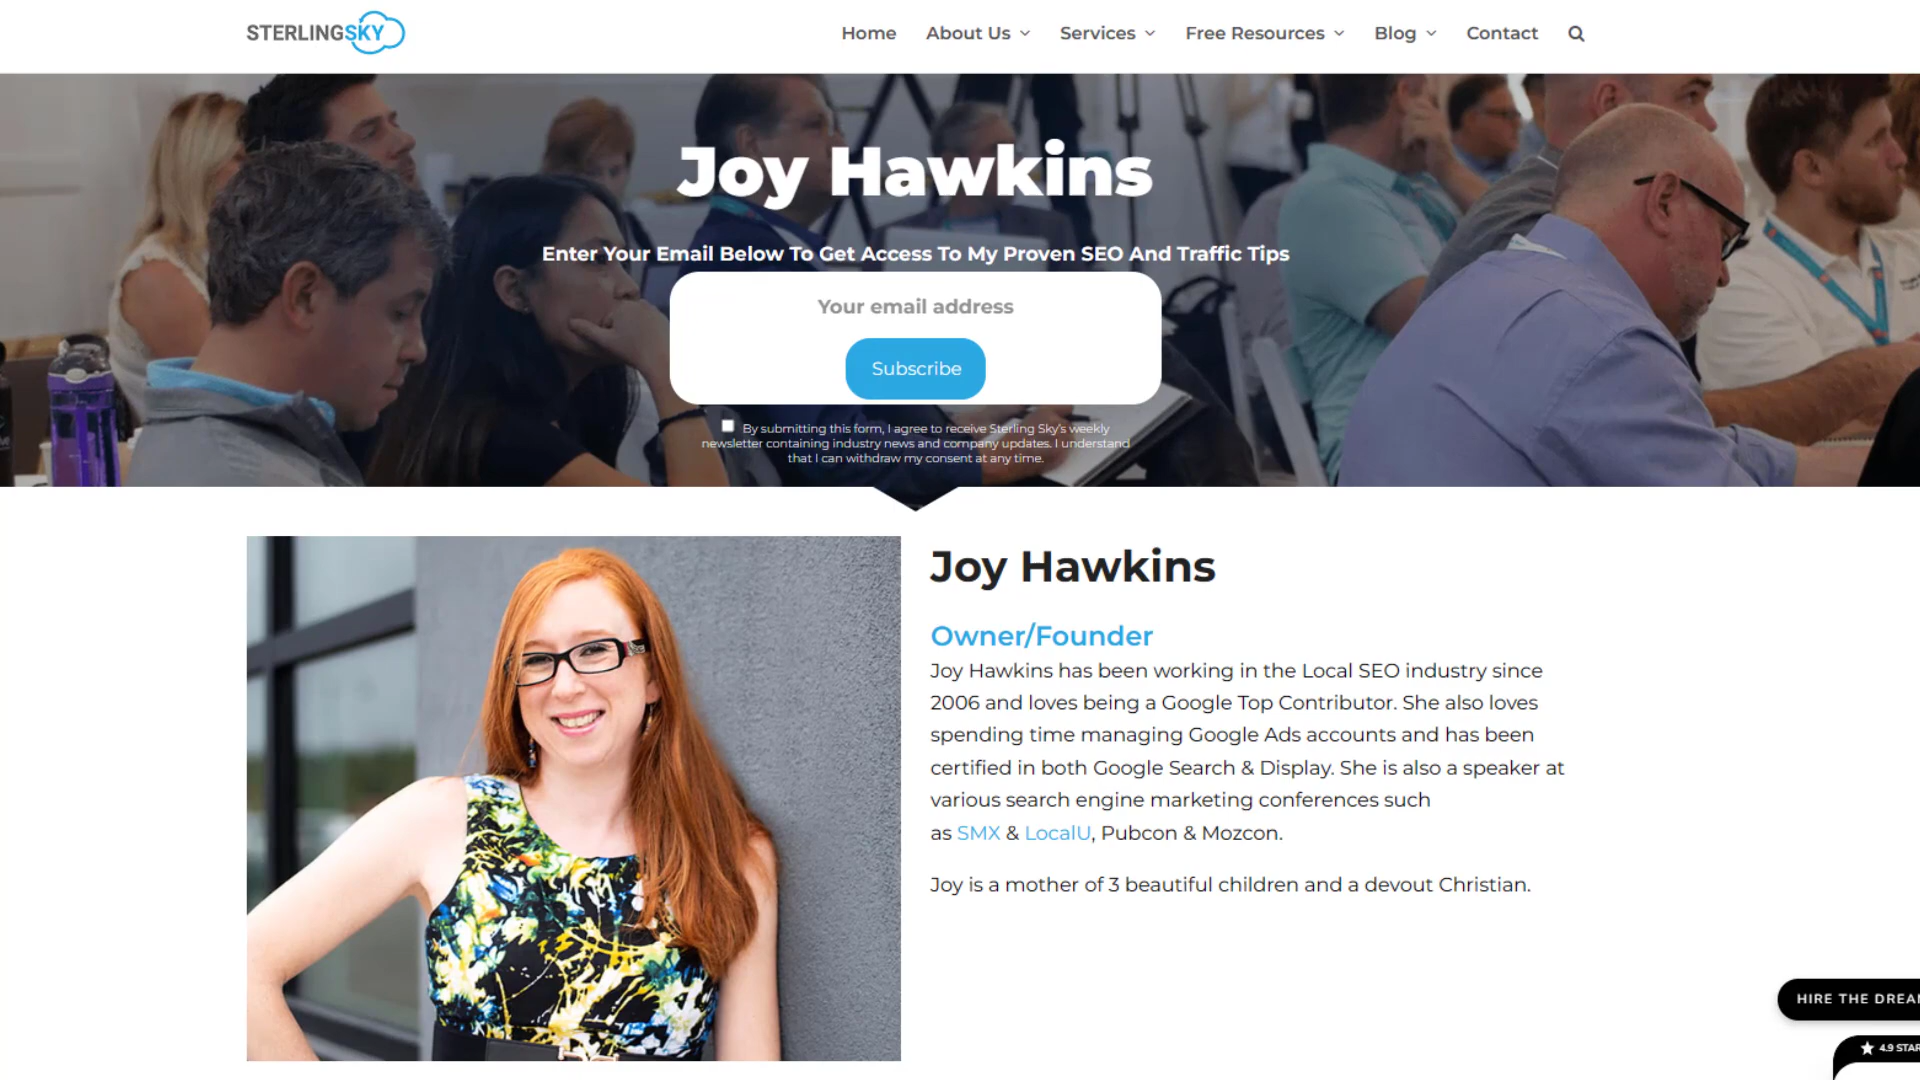 STERLINGSKY
Home About Us Services Free Resources Blog Contact
Joy Hawkins
Enter Your Email Below To Get Access To My Proven SEO And Traffic Tips
Your email address
Subscribe
By submitting this form, I agree to receive Sterling Sky's weekly
newsletter containing industry news and company updates. I understand
that I can withdraw my consent at any time.
Joy Hawkins
Owner/Founder
Joy Hawkins has been working in the Local SEO industry since
2006 and loves being a Google Top Contributor. She also loves
spending time managing Google Ads accounts and has been
certified in both Google Search & Display. She is also a speaker at
various search engine marketing conferences such
as SMX & LocalU, Pubcon & Mozcon.
Joy is a mother of 3 beautiful children and a devout Christian.
HIRE THE DREA
4.9 STAR